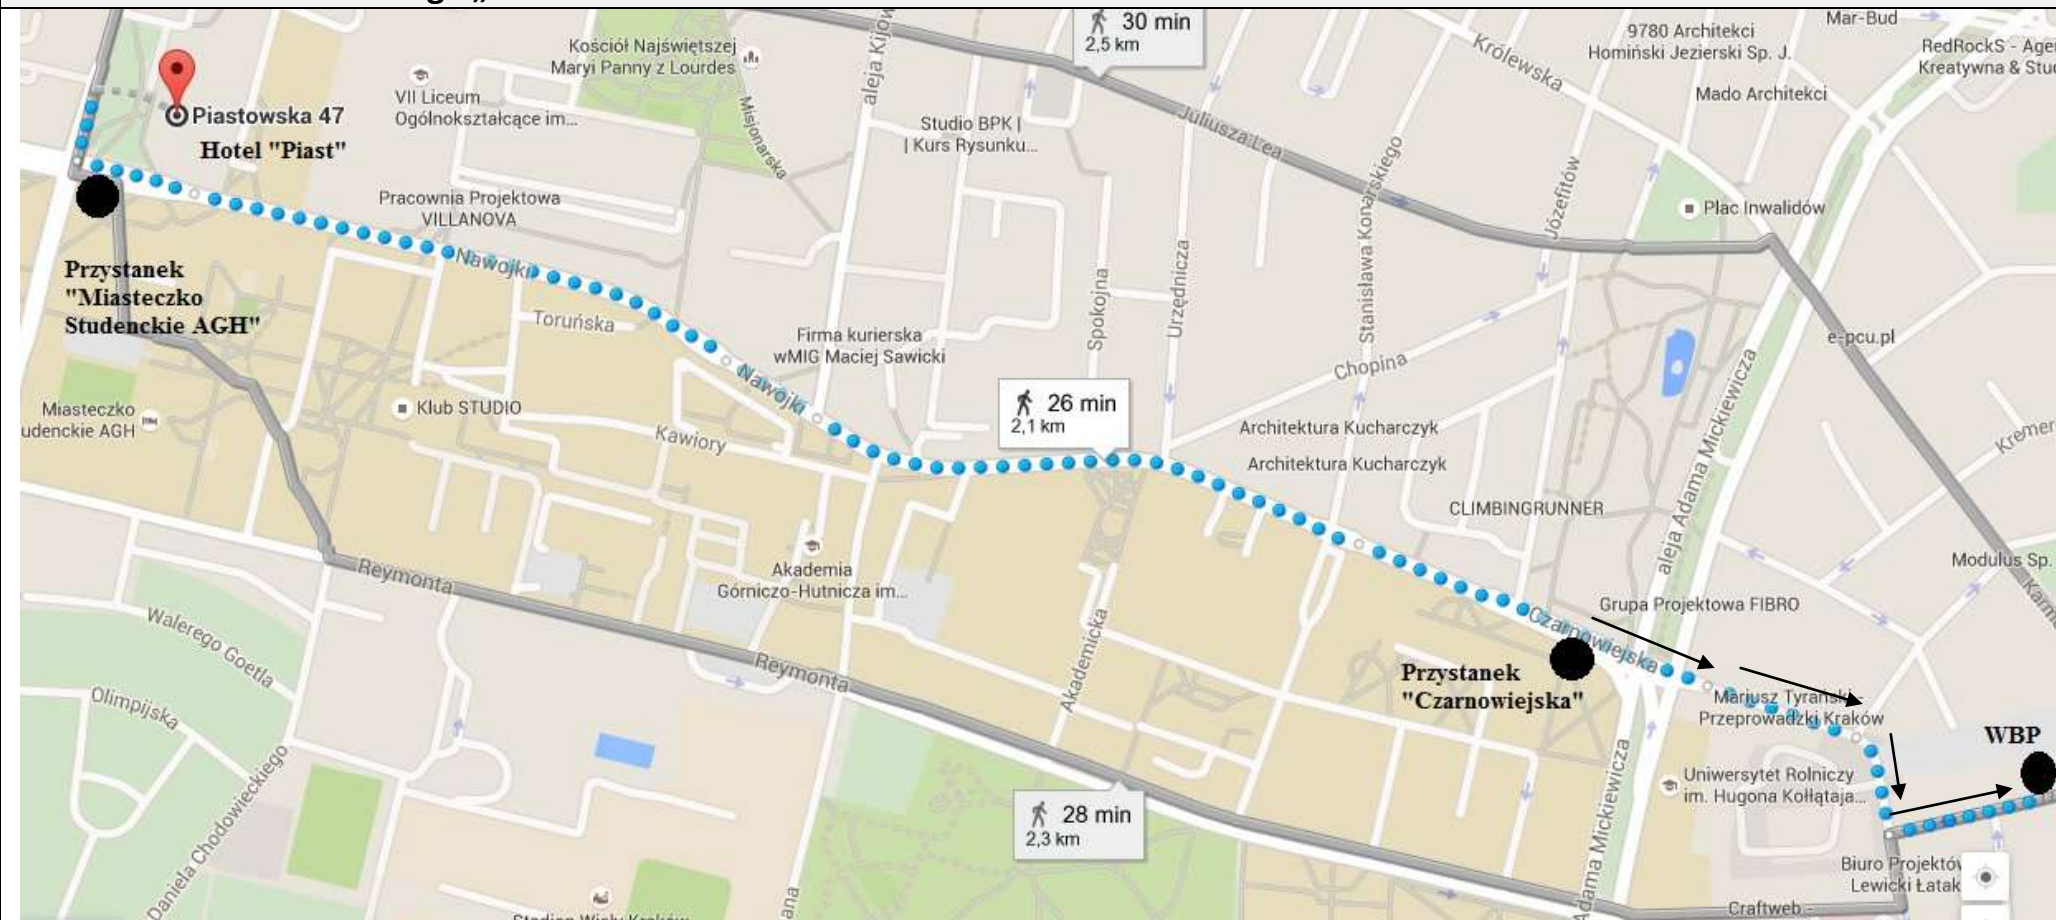 30 min
2,5 km
Mar-Bud
Kościół Najświętszej
Maryi Panny z Lourdes
aleja
Królewska
9780 Architekci
Homiński Jezierski Sp. J.
RedRockS -
Kreatywna &
VII Liceum
Ogólnokształcące im...
Misjonarska
Piastowska 47
Hotel "Piast"
Studio BPK |
| Kurs Rysunku...
Juliusza Lea
Mado Architekci
Stanisława Konarskiego
Józefitów
Plac Inwalidów
Pracownia Projektowa
VILLANOVA
Nawojki
Przystanek
"Miasteczko
Studenckie AGH"
Toruńska
Firma kurierska
wMIG Maciej Sawicki
Spokojna
Urzędnicza
Chopina
e-pcu.pl
aleja Adama Mickiewicza
Nawojki
26 min
2,1 km
Miasteczko
udenckie AGH
Klub STUDIO
Kawiory
Architektura Kucharczyk
Architektura Kucharczyk
CLIMBINGRUNNER
Akademia
Górniczo-Hutnicza im...
Reymonta
Walerego Goetla
Akademicka
Modulus Sp.
Grupa Projektowa FIBRO
Czarnowiejska
Reymonta
Olimpijska
Przystanek
"Czarnowiejska"
Mariusz Tyrański -
Przeprowadzki Kraków
WBP
Uniwersytet Rolniczy
im. Hugona Kołłątaja...
28 min
2,3 km
Daniela Chodowieckiego
Adama Mickiewicza
Biuro Projektów
Lewicki Łatak
Craftweb -